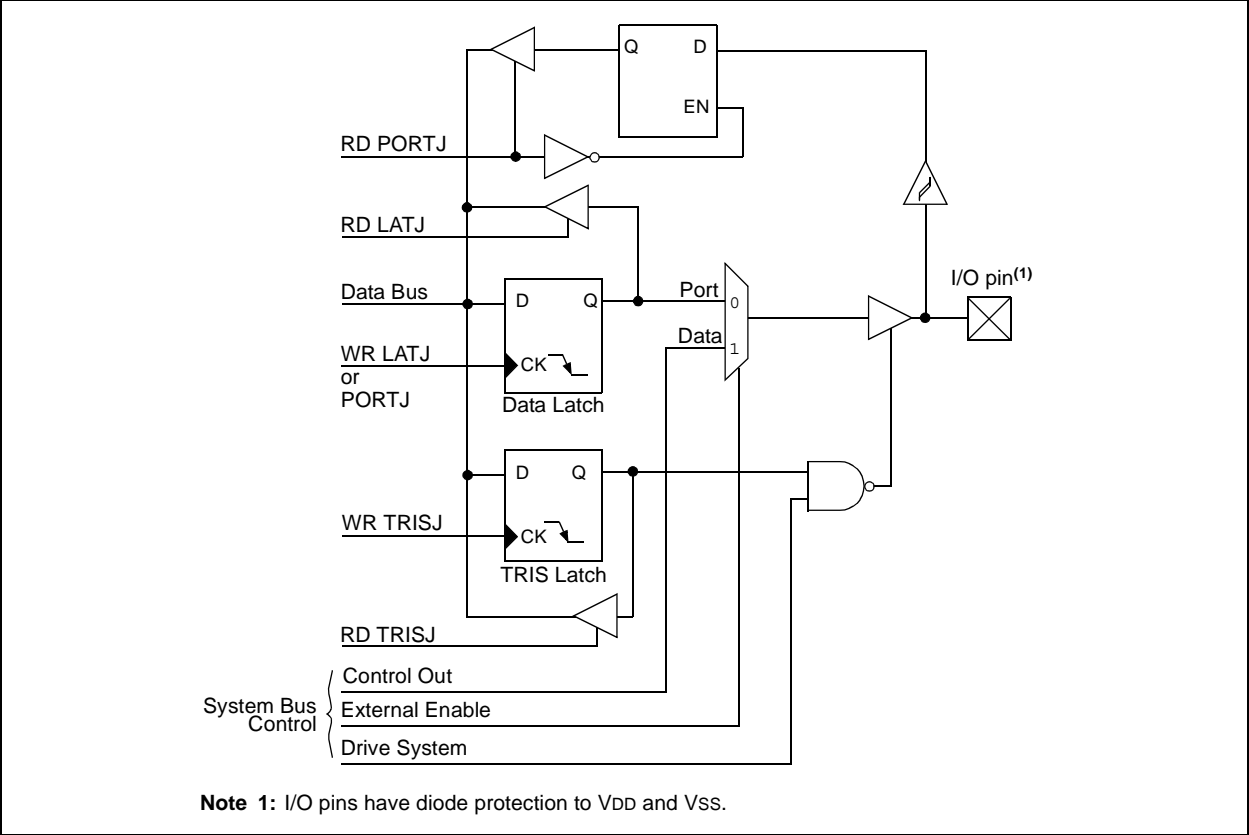 Q D
EN
RD PORTJ
RD LATJ
I/O pin(1)
Data Bus
D Q
Port
0
Data
1
WR LATJ
or
PORTJ
CK
Data Latch
D Q
WR TRISJ
CK
TRIS Latch
RD TRISJ
Control Out
System Bus
Control
External Enable
Drive System
Note 1: I/O pins have diode protection to VDD and VSS.